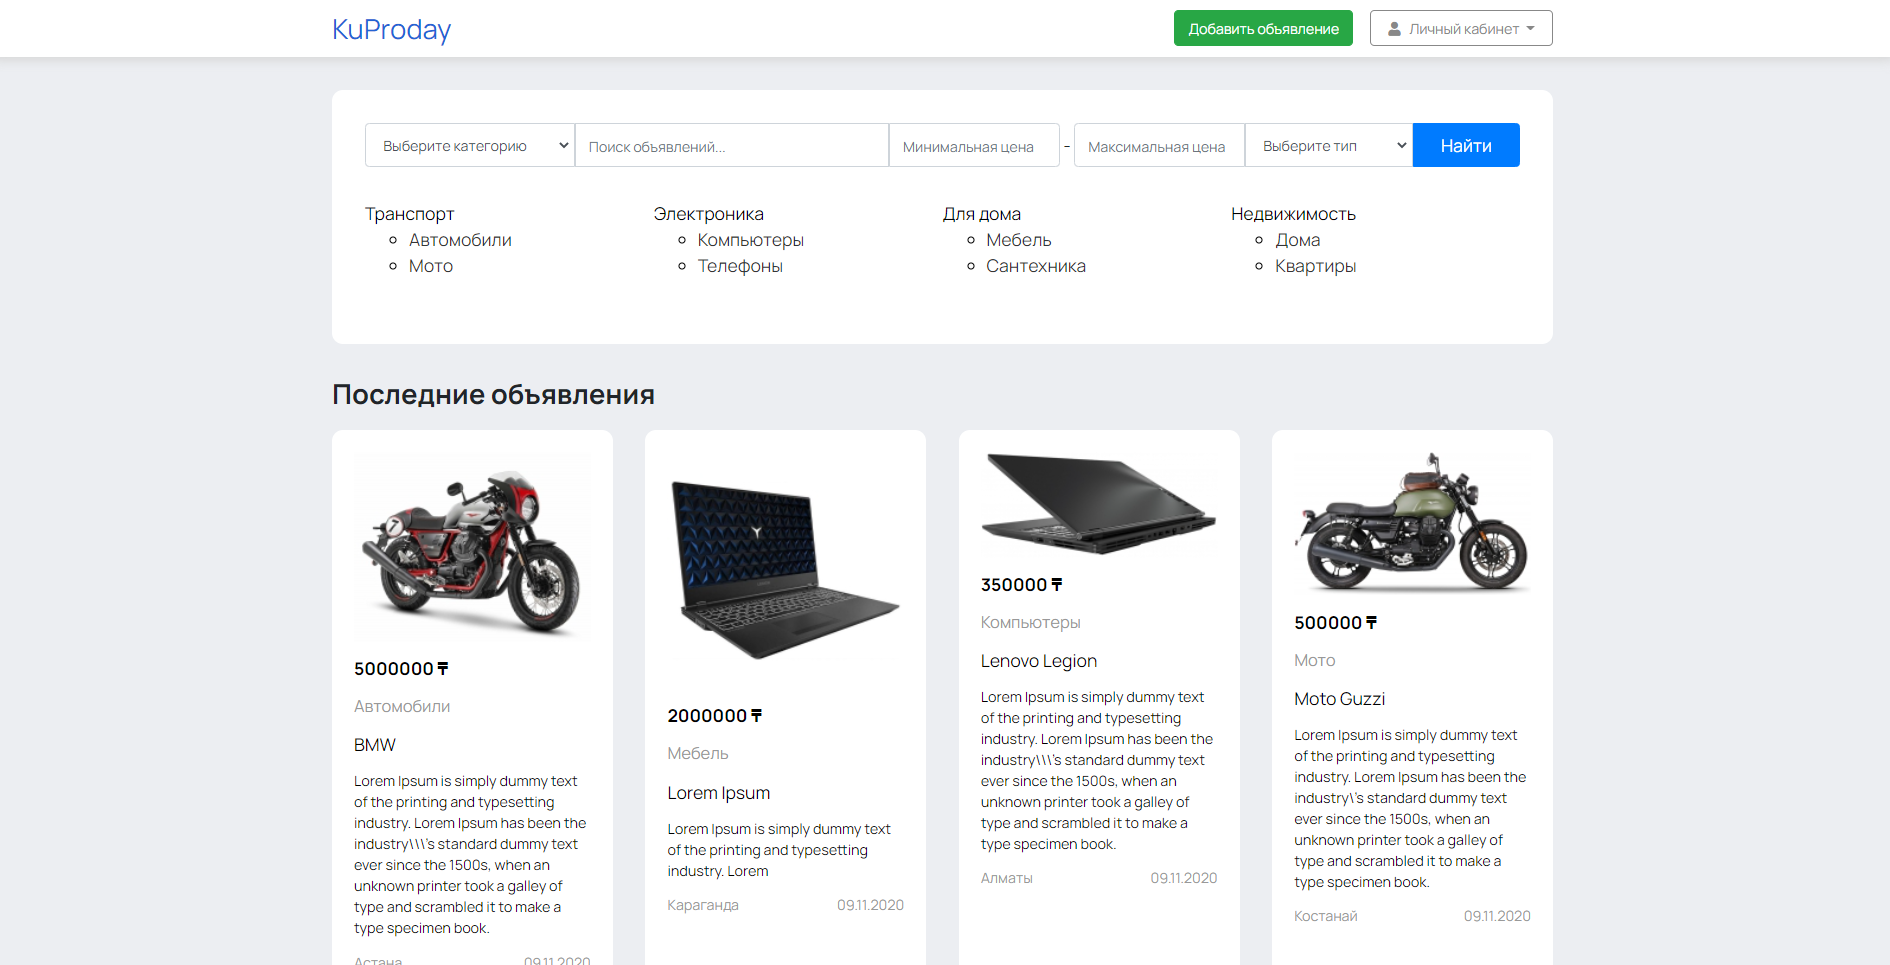 KuProday
Добавить объявление
Личный кабинет
Выберите категорию
Поиск объявлений...
Минимальная цена
-
Максимальная цена
Выберите тип
Найти
Транспорт
Автомобили
Мото
Электроника
Компьютеры
Телефоны
Для дома
Мебель
Сантехника
Недвижимость
Дома
Квартиры
Последние объявления
7
5000000 ₸
Автомобили
BMW
Lorem Ipsum is simply dummy text
of the printing and typesetting
industry. Lorem Ipsum has been the
industry\\\'s standard dummy text
ever since the 1500s, when an
unknown printer took a galley of
type and scrambled it to make a
type specimen book.
Астана
09.11.2020
2000000 ₸
Мебель
Lorem Ipsum
Lorem Ipsum is simply dummy text
of the printing and typesetting
industry. Lorem
Караганда
09.11.2020
350000 ₸
Компьютеры
Lenovo Legion
Lorem Ipsum is simply dummy text
of the printing and typesetting
industry. Lorem Ipsum has been the
industry\\\'s standard dummy text
ever since the 1500s, when an
unknown printer took a galley of
type and scrambled it to make a
type specimen book.
Алматы
09.11.2020
500000 ₸
Мото
Moto Guzzi
Lorem Ipsum is simply dummy text
of the printing and typesetting
industry. Lorem Ipsum has been the
industry\'s standard dummy text
ever since the 1500s, when an
unknown printer took a galley of
type and scrambled it to make a
type specimen book.
Костанай
09.11.2020